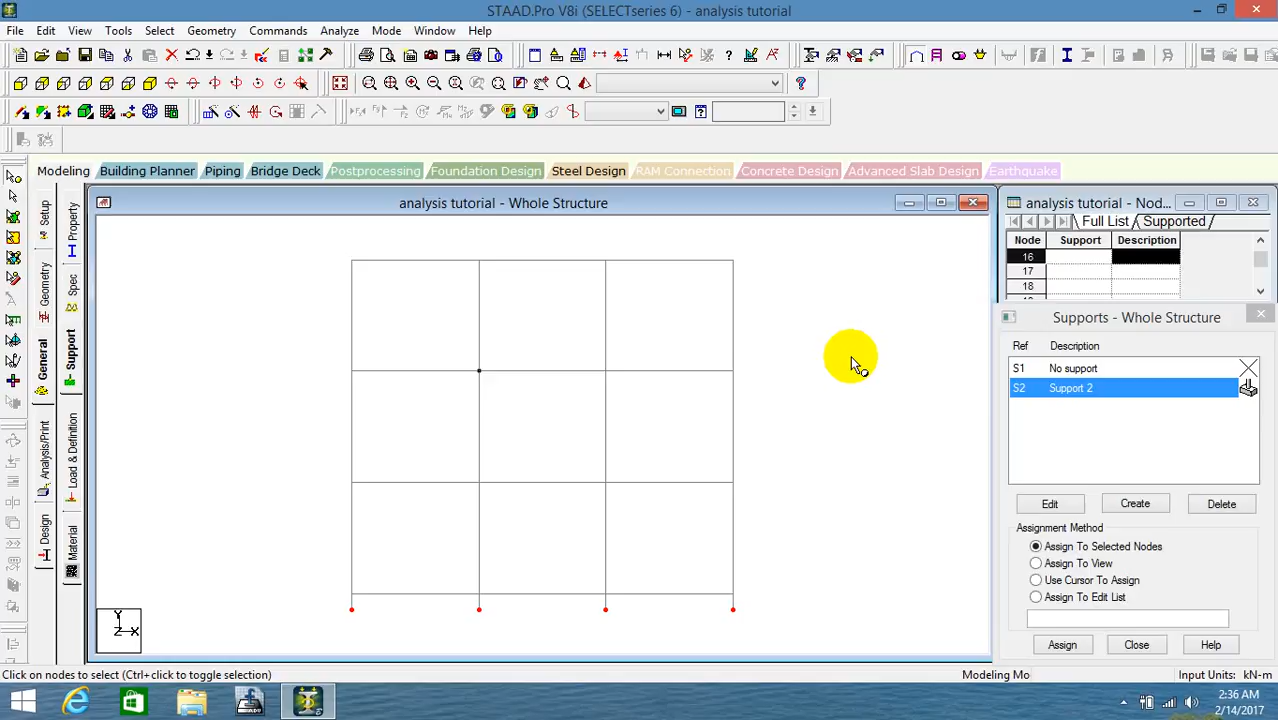 STAAD.Pro V8i (SELECTseries 6) - analysis tutorial
File Edit View Tools Select Geometry Commands Analyze Mode Window Help
Modeling Building Planner Piping Bridge Deck Postprocessing Foundation Design Steel Design RAM Connection Concrete Design Advanced Slab Design Earthquake
Setup
Geometry
General
Analysis/Print
Design
Property
Spec
Support
Load & Definition
Material
analysis tutorial - Whole Structure
Y
Z X
analysis tutorial - Nod...
Full List Supported
Node Support Description
16
17
18
Supports - Whole Structure
Ref Description
S1 No support
S2 Support 2
Edit Create Delete
Assignment Method
Assign To Selected Nodes
Assign To View
Use Cursor To Assign
Assign To Edit List
Assign Close Help
Click on nodes to select (Ctrl+click to toggle selection) Modeling Mo Input Units: kN-m
2:36 AM
2/14/2017